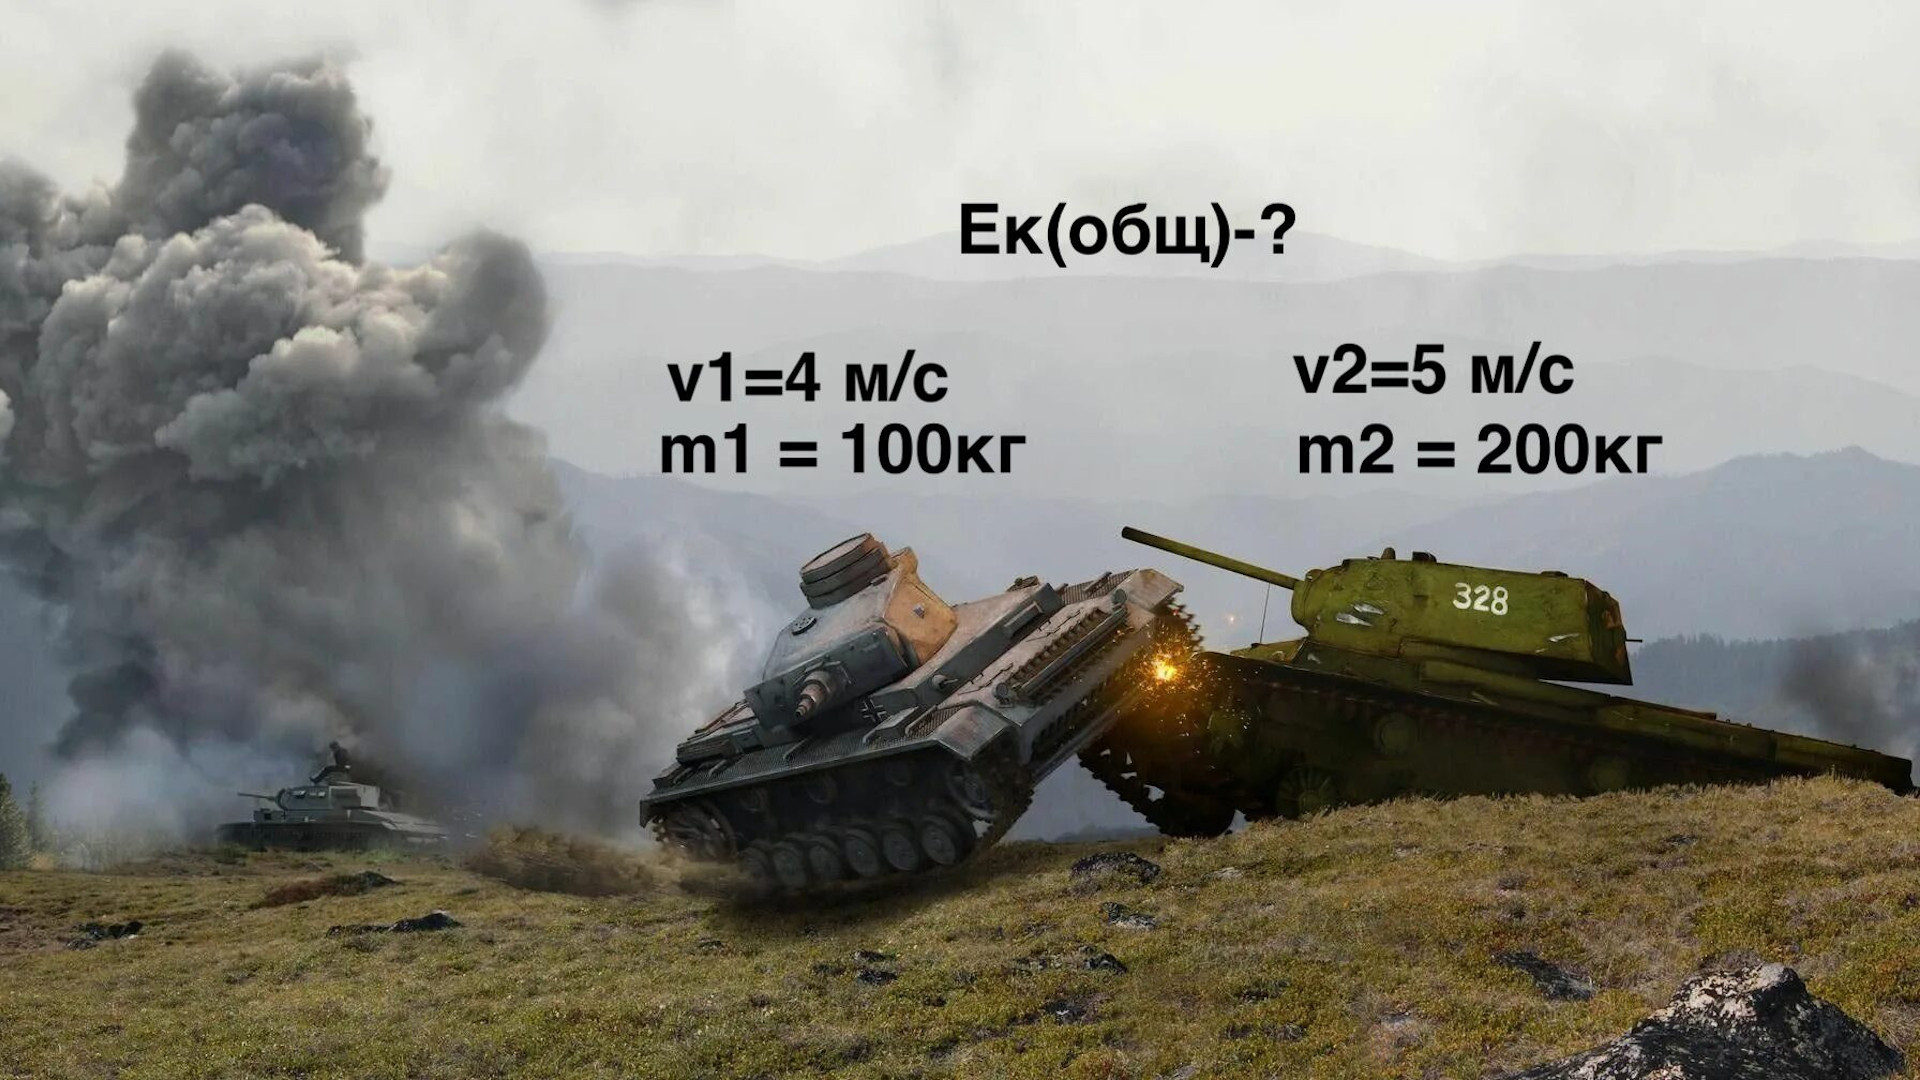 Ек(общ)-?
v1=4 м/с
m1 = 100кг
v2=5 м/с
m2 = 200кг
328